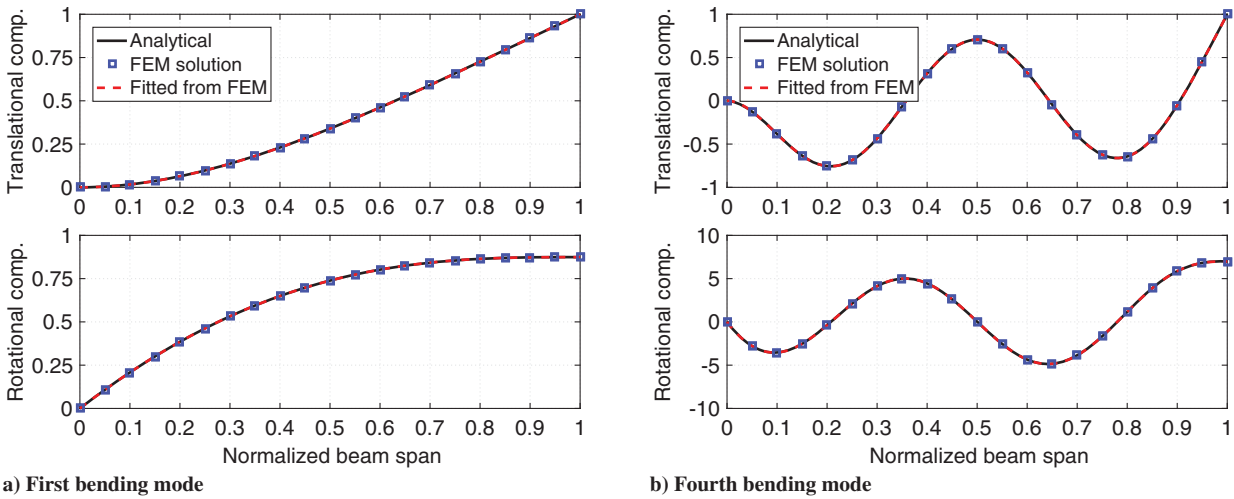 Translational comp.
1
0.75
0.5
0.25
0
Analytical
FEM solution
Fitted from FEM
0 0.1 0.2 0.3 0.4 0.5 0.6 0.7 0.8 0.9 1
Rotational comp.
1
0.75
0.5
0.25
0
0 0.1 0.2 0.3 0.4 0.5 0.6 0.7 0.8 0.9 1
Normalized beam span
a) First bending mode
Translational comp.
1
0.5
0
-0.5
-1
Analytical
FEM solution
Fitted from FEM
0 0.1 0.2 0.3 0.4 0.5 0.6 0.7 0.8 0.9 1
Rotational comp.
10
5
0
-5
-10
0 0.1 0.2 0.3 0.4 0.5 0.6 0.7 0.8 0.9 1
Normalized beam span
b) Fourth bending mode